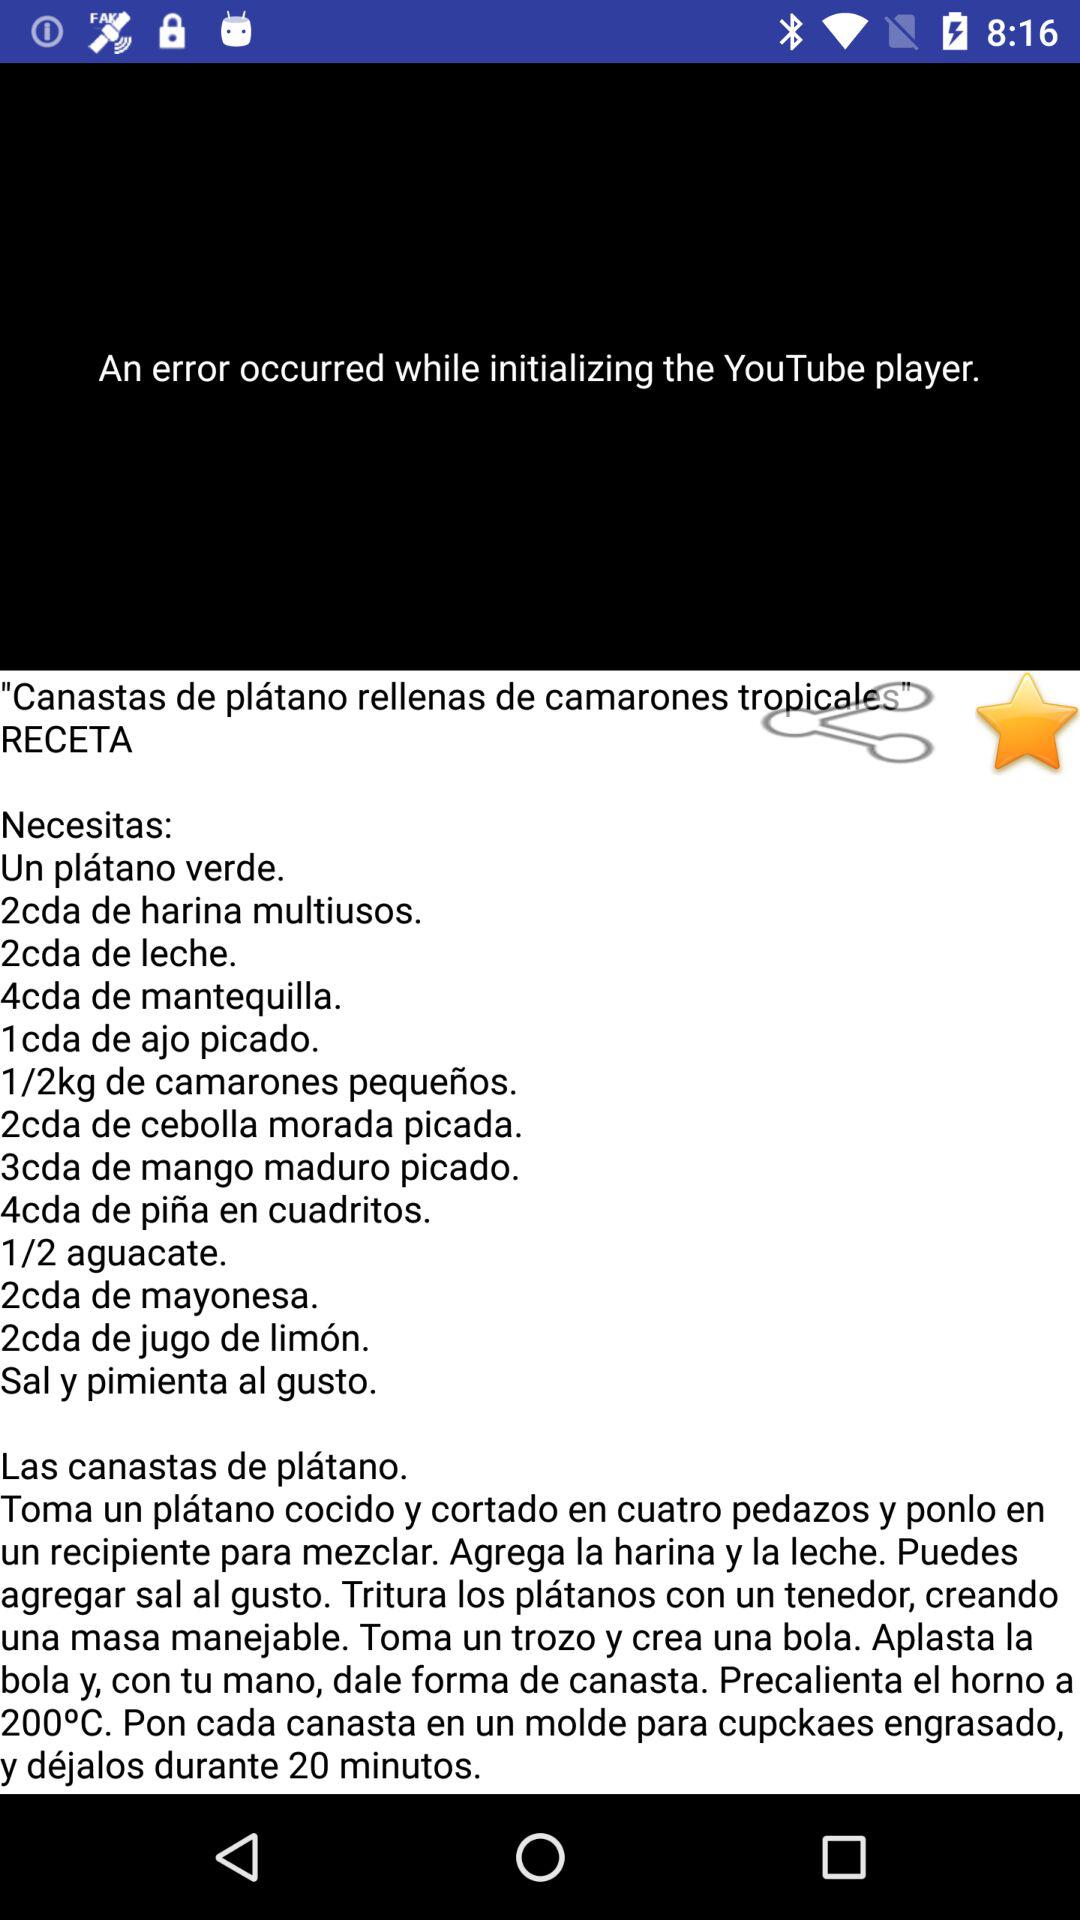 FAKE
8:16
An error occurred while initializing the YouTube player.
"Canastas de plátano rellenas de camarones tropicales"
RECETA
Necesitas:
Un plátano verde.
2cda de harina multiusos.
2cda de leche.
4cda de mantequilla.
1cda de ajo picado.
1/2kg de camarones pequeños.
2cda de cebolla morada picada.
3cda de mango maduro picado.
4cda de piña en cuadritos.
1/2 aguacate.
2cda de mayonesa.
2cda de jugo de limón.
Sal y pimienta al gusto.
Las canastas de plátano.
Toma un plátano cocido y cortado en cuatro pedazos y ponlo en
un recipiente para mezclar. Agrega la harina y la leche. Puedes
agregar sal al gusto. Tritura los plátanos con un tenedor, creando
una masa manejable. Toma un trozo y crea una bola. Aplasta la
bola y, con tu mano, dale forma de canasta. Precalienta el horno a
200ºC. Pon cada canasta en un molde para cupckaes engrasado,
y déjalos durante 20 minutos.